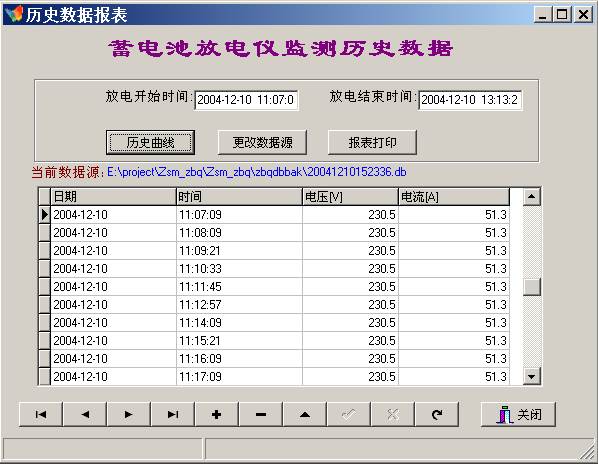 历史数据报表
蓄电池放电仪监测历史数据
放电开始时间: 2004-12-10 11:07:0 放电结束时间: 2004-12-10 13:13:2
历史曲线 更改数据源 报表打印
当前数据源: E:\project\Zsm_zbq\Zsm_zbq\zbqdbbak\20041210152336.db
日期 时间 电压[V] 电流[A]
2004-12-10 11:07:09 230.5 51.3
2004-12-10 11:08:09 230.5 51.3
2004-12-10 11:09:21 230.5 51.3
2004-12-10 11:10:33 230.5 51.3
2004-12-10 11:11:45 230.5 51.3
2004-12-10 11:12:57 230.5 51.3
2004-12-10 11:14:09 230.5 51.3
2004-12-10 11:15:21 230.5 51.3
2004-12-10 11:16:09 230.5 51.3
2004-12-10 11:17:09 230.5 51.3
关闭